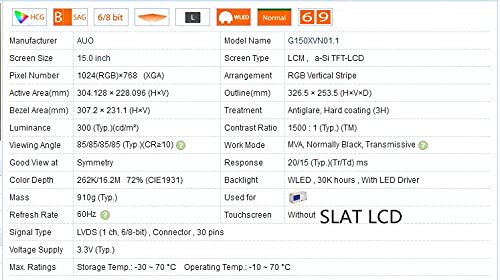 HCG B SAG 6/8 bit L WLED Normal 6 9
Manufacturer AUO Model Name G150XVN01.1
Screen Size 15.0 inch Screen Type LCM , a-Si TFT-LCD
Pixel Number 1024(RGB)×768 (XGA) Arrangement RGB Vertical Stripe
Active Area(mm) 304.128 × 228.096 (H×V) Outline(mm) 326.5 × 253.5 (H×V×D)
Bezel Area(mm) 307.2 × 231.1 (H×V) Treatment Antiglare, Hard coating (3H)
Luminance 300 (Typ.)(cd/m²) Contrast Ratio 1500 : 1 (Typ.) (TM)
Viewing Angle 85/85/85/85 (Typ.)(CR≥10) ? Work Mode MVA, Normally Black, Transmissive ?
Good View at Symmetry Response 20/15 (Typ.)(Tr/Td) ms
Color Depth 262K/16.2M 72% (CIE1931) Backlight WLED , 30K hours , With LED Driver
Mass 910g (Typ.) Used for
Refresh Rate 60Hz ? Touchscreen Without SLAT LCD
Signal Type LVDS (1 ch, 6/8-bit) , Connector , 30 pins
Voltage Supply 3.3V (Typ.)
Max. Ratings Storage Temp.: -30 ~ 70 °C Operating Temp.: -10 ~ 70 °C